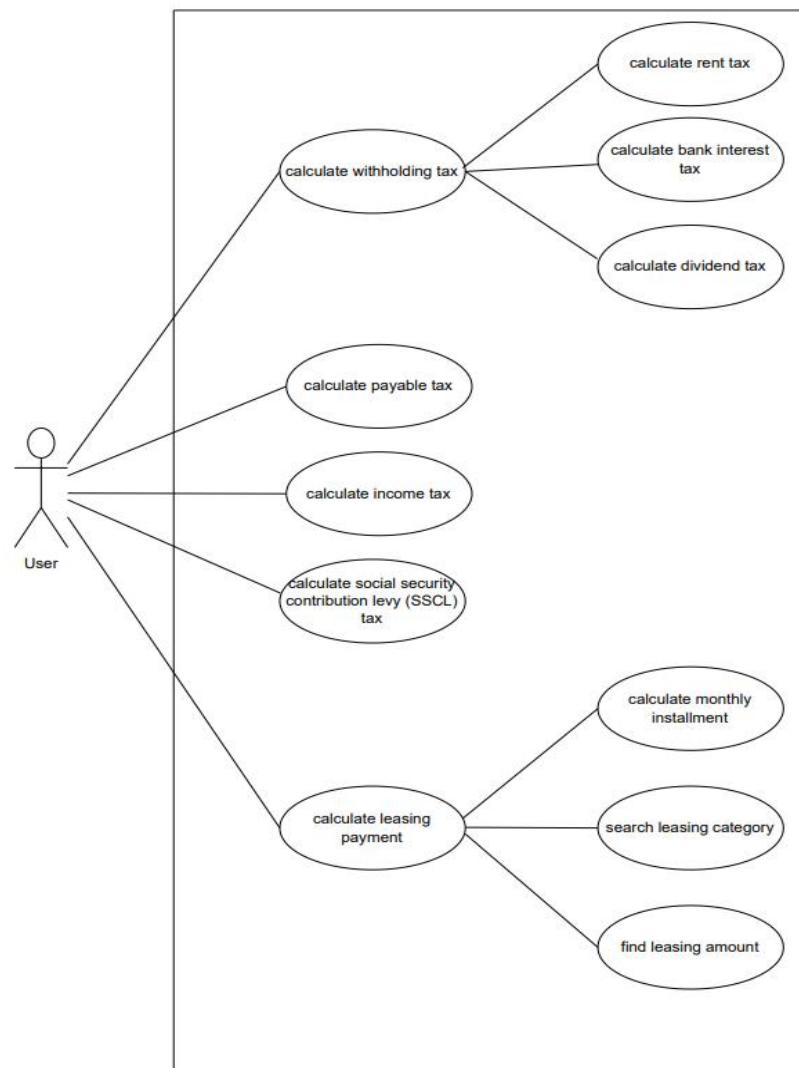 calculate rent tax
calculate bank interest
tax
calculate withholding tax
calculate dividend tax
calculate payable tax
calculate income tax
User
calculate social security
contribution levy (SSCL)
tax
calculate monthly
installment
calculate leasing
payment
search leasing category
find leasing amount